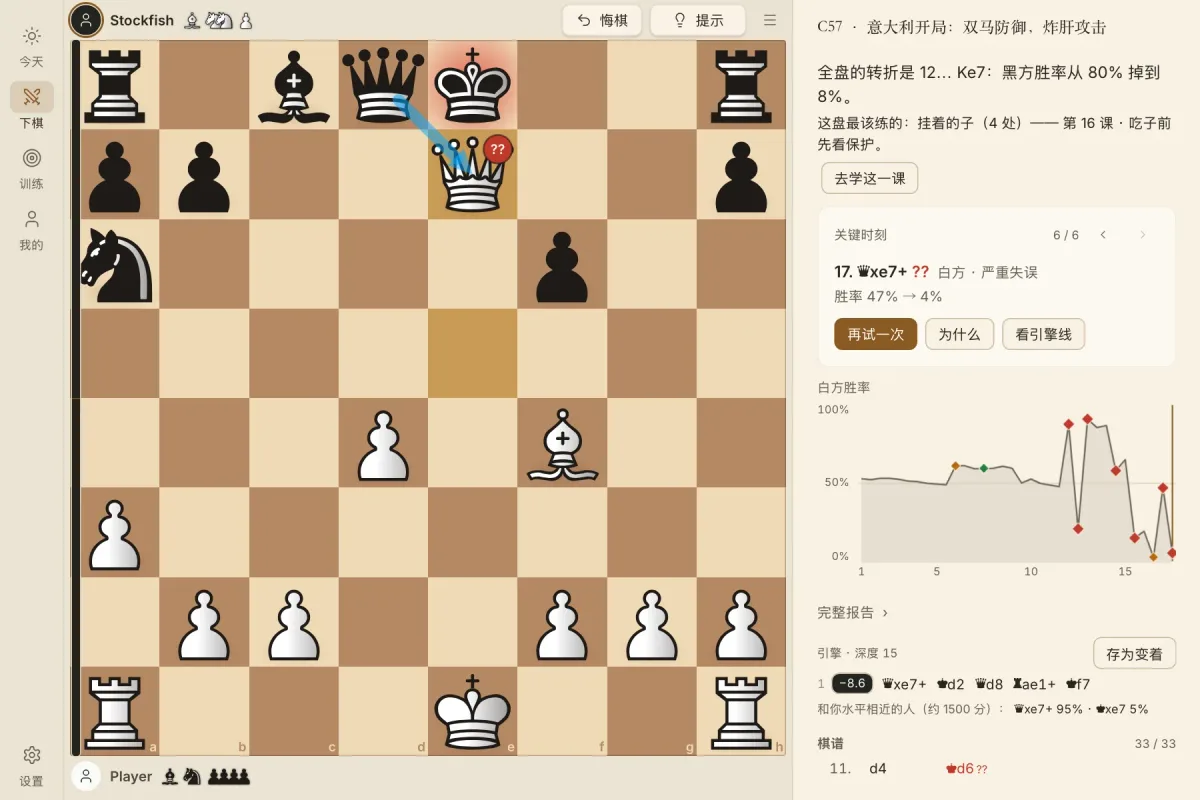 今天
下棋
训练
我的
设置
Stockfish
悔棋
提示
??
a
b
c
d
e
f
g
h
Player
C57 · 意大利开局：双马防御，炸肝攻击
全盘的转折是 12… Ke7：黑方胜率从 80% 掉到
8%。
这盘最该练的：挂着的子（4 处）—— 第 16 课 · 吃子前
先看保护。
去学这一课
关键时刻
6 / 6
17. ♛xe7+ ?? 白方 · 严重失误
胜率 47% → 4%
再试一次
为什么
看引擎线
白方胜率
100%
50%
0%
1 5 10 15
完整报告 ›
引擎 · 深度 15
存为变着
1 −8.6 ♛xe7+ ♚d2 ♛d8 ♜ae1+ ♚f7
和你水平相近的人（约 1500 分）： ♛xe7+ 95% · ♚xe7 5%
棋谱
33 / 33
11. d4 ♚d6 ??